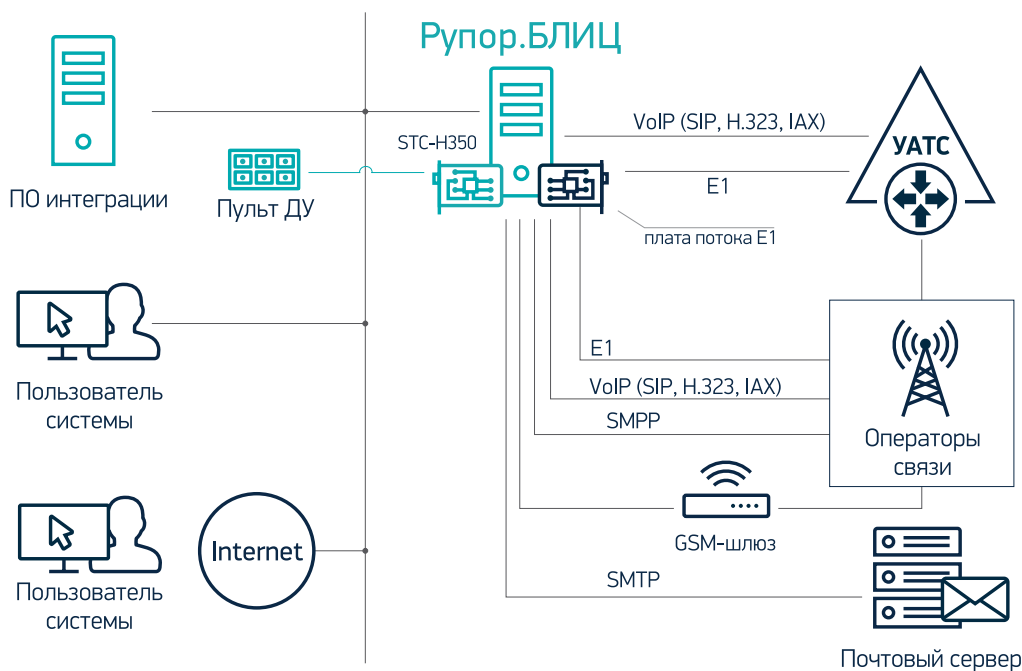 Рупор.БЛИЦ
STC-H350
VoIP (SIP, H.323, IAX)
УАТС
E1
ПО интеграции
Пульт ДУ
плата потока E1
E1
VoIP (SIP, H.323, IAX)
SMPP
Пользователь
системы
Операторы
связи
GSM-шлюз
Internet
SMTP
Пользователь
системы
Почтовый сервер